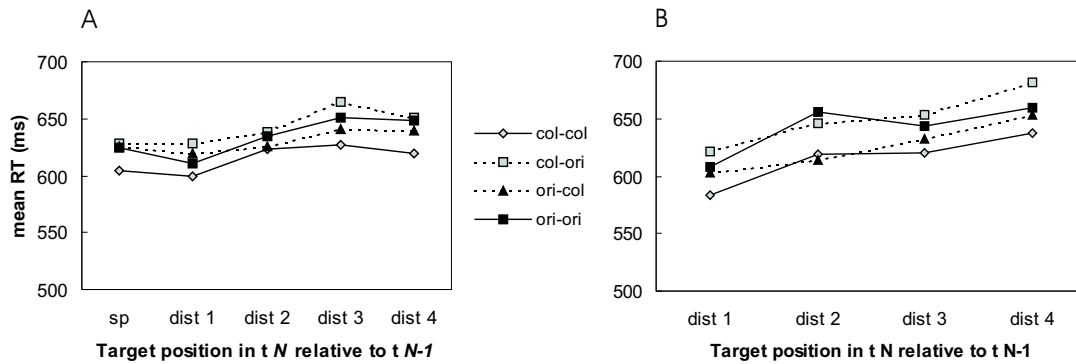 A
700
650
600
550
500
mean RT (ms)
sp dist 1 dist 2 dist 3 dist 4
Target position in t N relative to t N-1
col-col
col-ori
ori-col
ori-ori
B
700
650
600
550
500
dist 1 dist 2 dist 3 dist 4
Target position in t N relative to t N-1